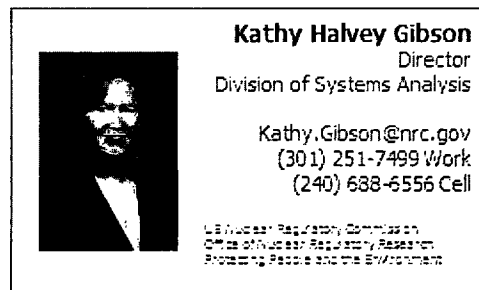 Kathy Halvey Gibson
Director
Division of Systems Analysis
Kathy.Gibson@nrc.gov
(301) 251-7499 Work
(240) 688-6556 Cell
US Nuclear Regulatory Commission
Office of Nuclear Regulatory Research
Protecting People and the Environment